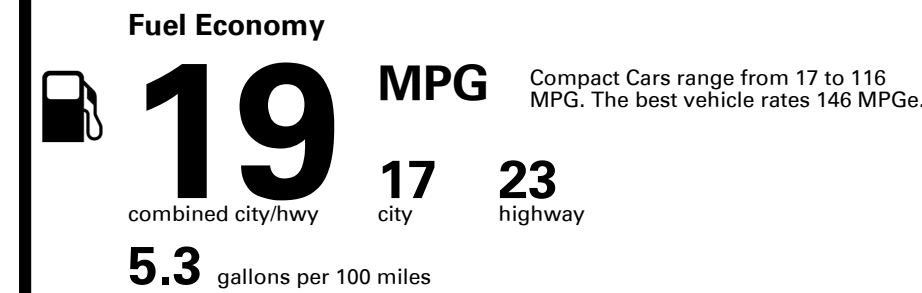 Fuel Economy
19 MPG
Compact Cars range from 17 to 116
MPG. The best vehicle rates 146 MPGe.
17 23
combined city/hwy city highway
5.3 gallons per 100 miles